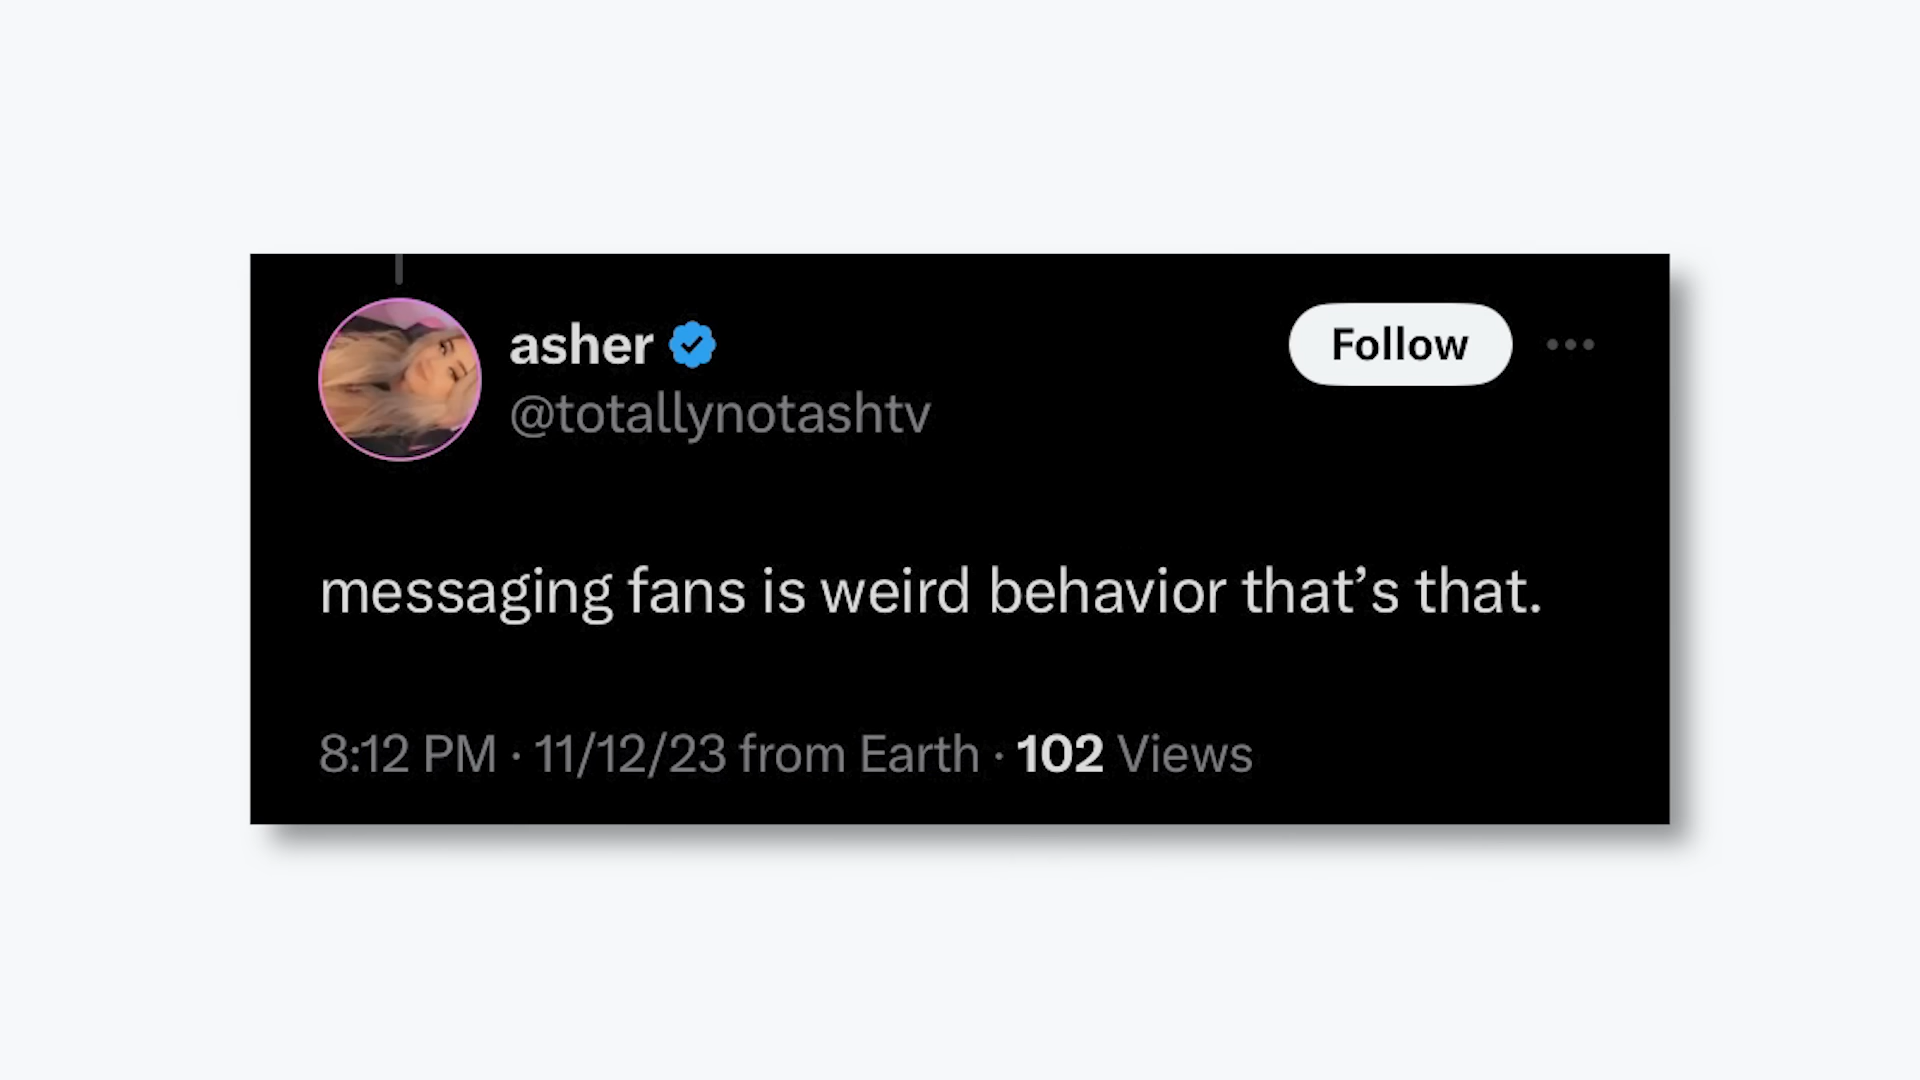 asher
Follow
@totallynotashtv
messaging fans is weird behavior that’s that.
8:12 PM · 11/12/23 from Earth · 102 Views